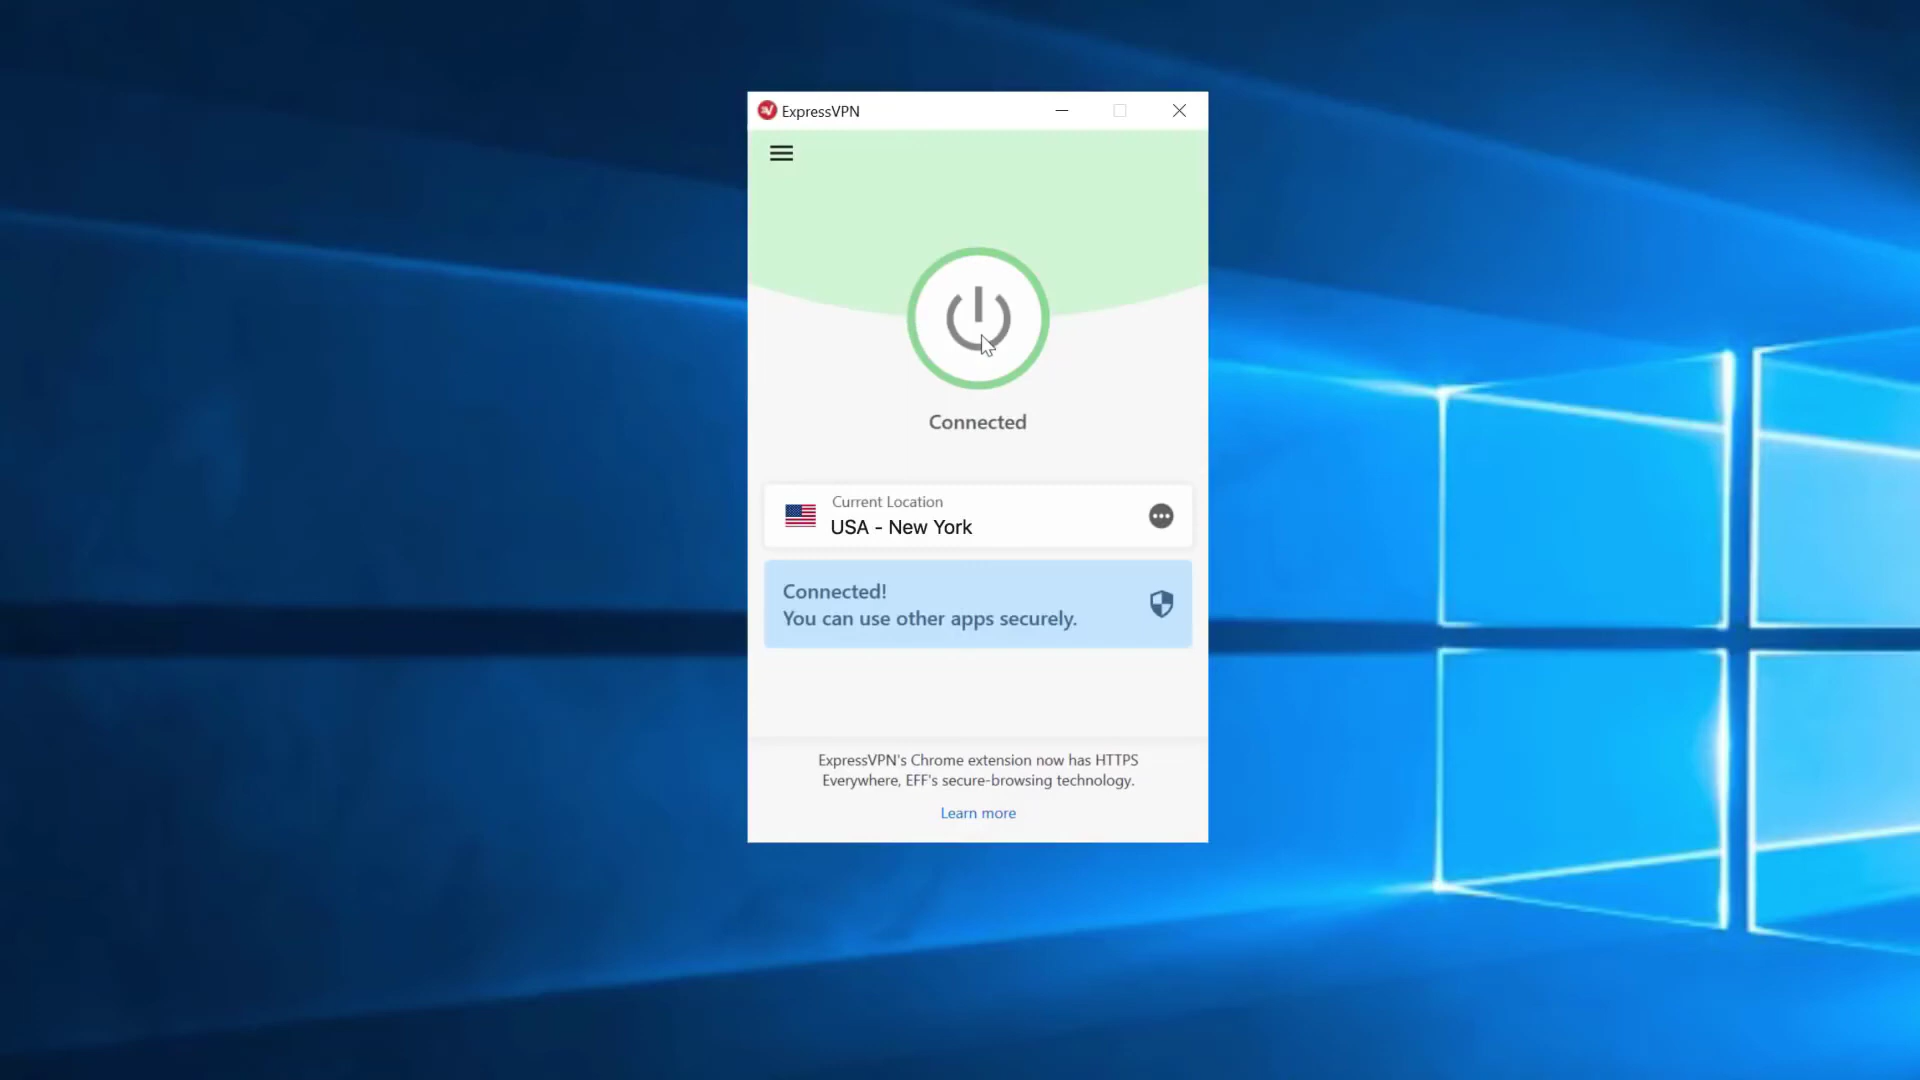 ExpressVPN
Connected
Current Location
USA - New York
Connected!
You can use other apps securely.
ExpressVPN's Chrome extension now has HTTPS
Everywhere, EFF's secure-browsing technology.
Learn more